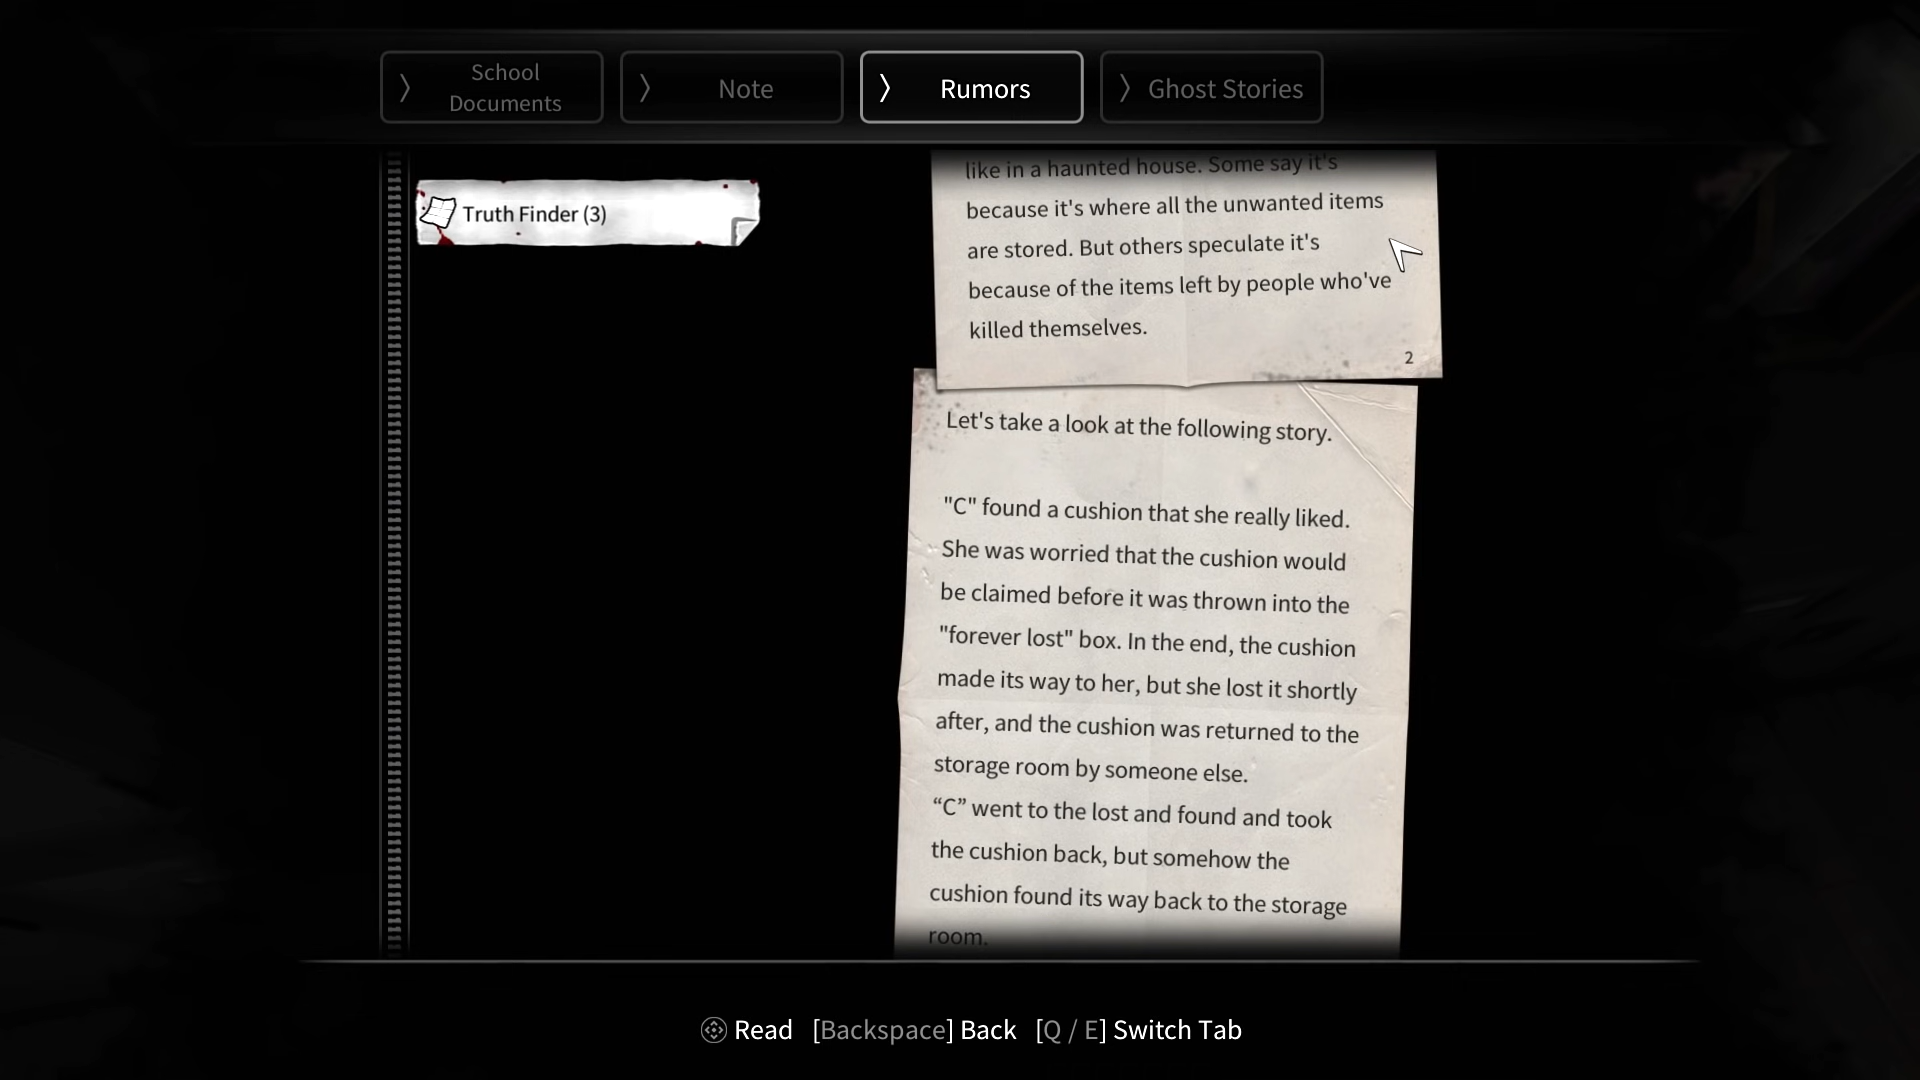 School
Documents
Note
Rumors
Ghost Stories
Truth Finder (3)
like in a haunted house. Some say it's
because it's where all the unwanted items
are stored. But others speculate it's
because of the items left by people who've
killed themselves.
2
Let's take a look at the following story.
"C" found a cushion that she really liked.
She was worried that the cushion would
be claimed before it was thrown into the
"forever lost" box. In the end, the cushion
made its way to her, but she lost it shortly
after, and the cushion was returned to the
storage room by someone else.
“C” went to the lost and found and took
the cushion back, but somehow the
cushion found its way back to the storage
room.
Read [Backspace] Back [Q / E] Switch Tab